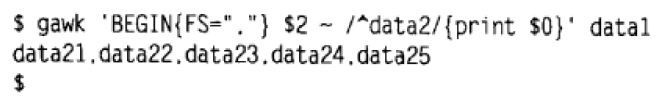 $ gawk 'BEGIN{FS=","} $2 ~ /^data2/{print $0}' data1
data21,data22,data23,data24,data25
$